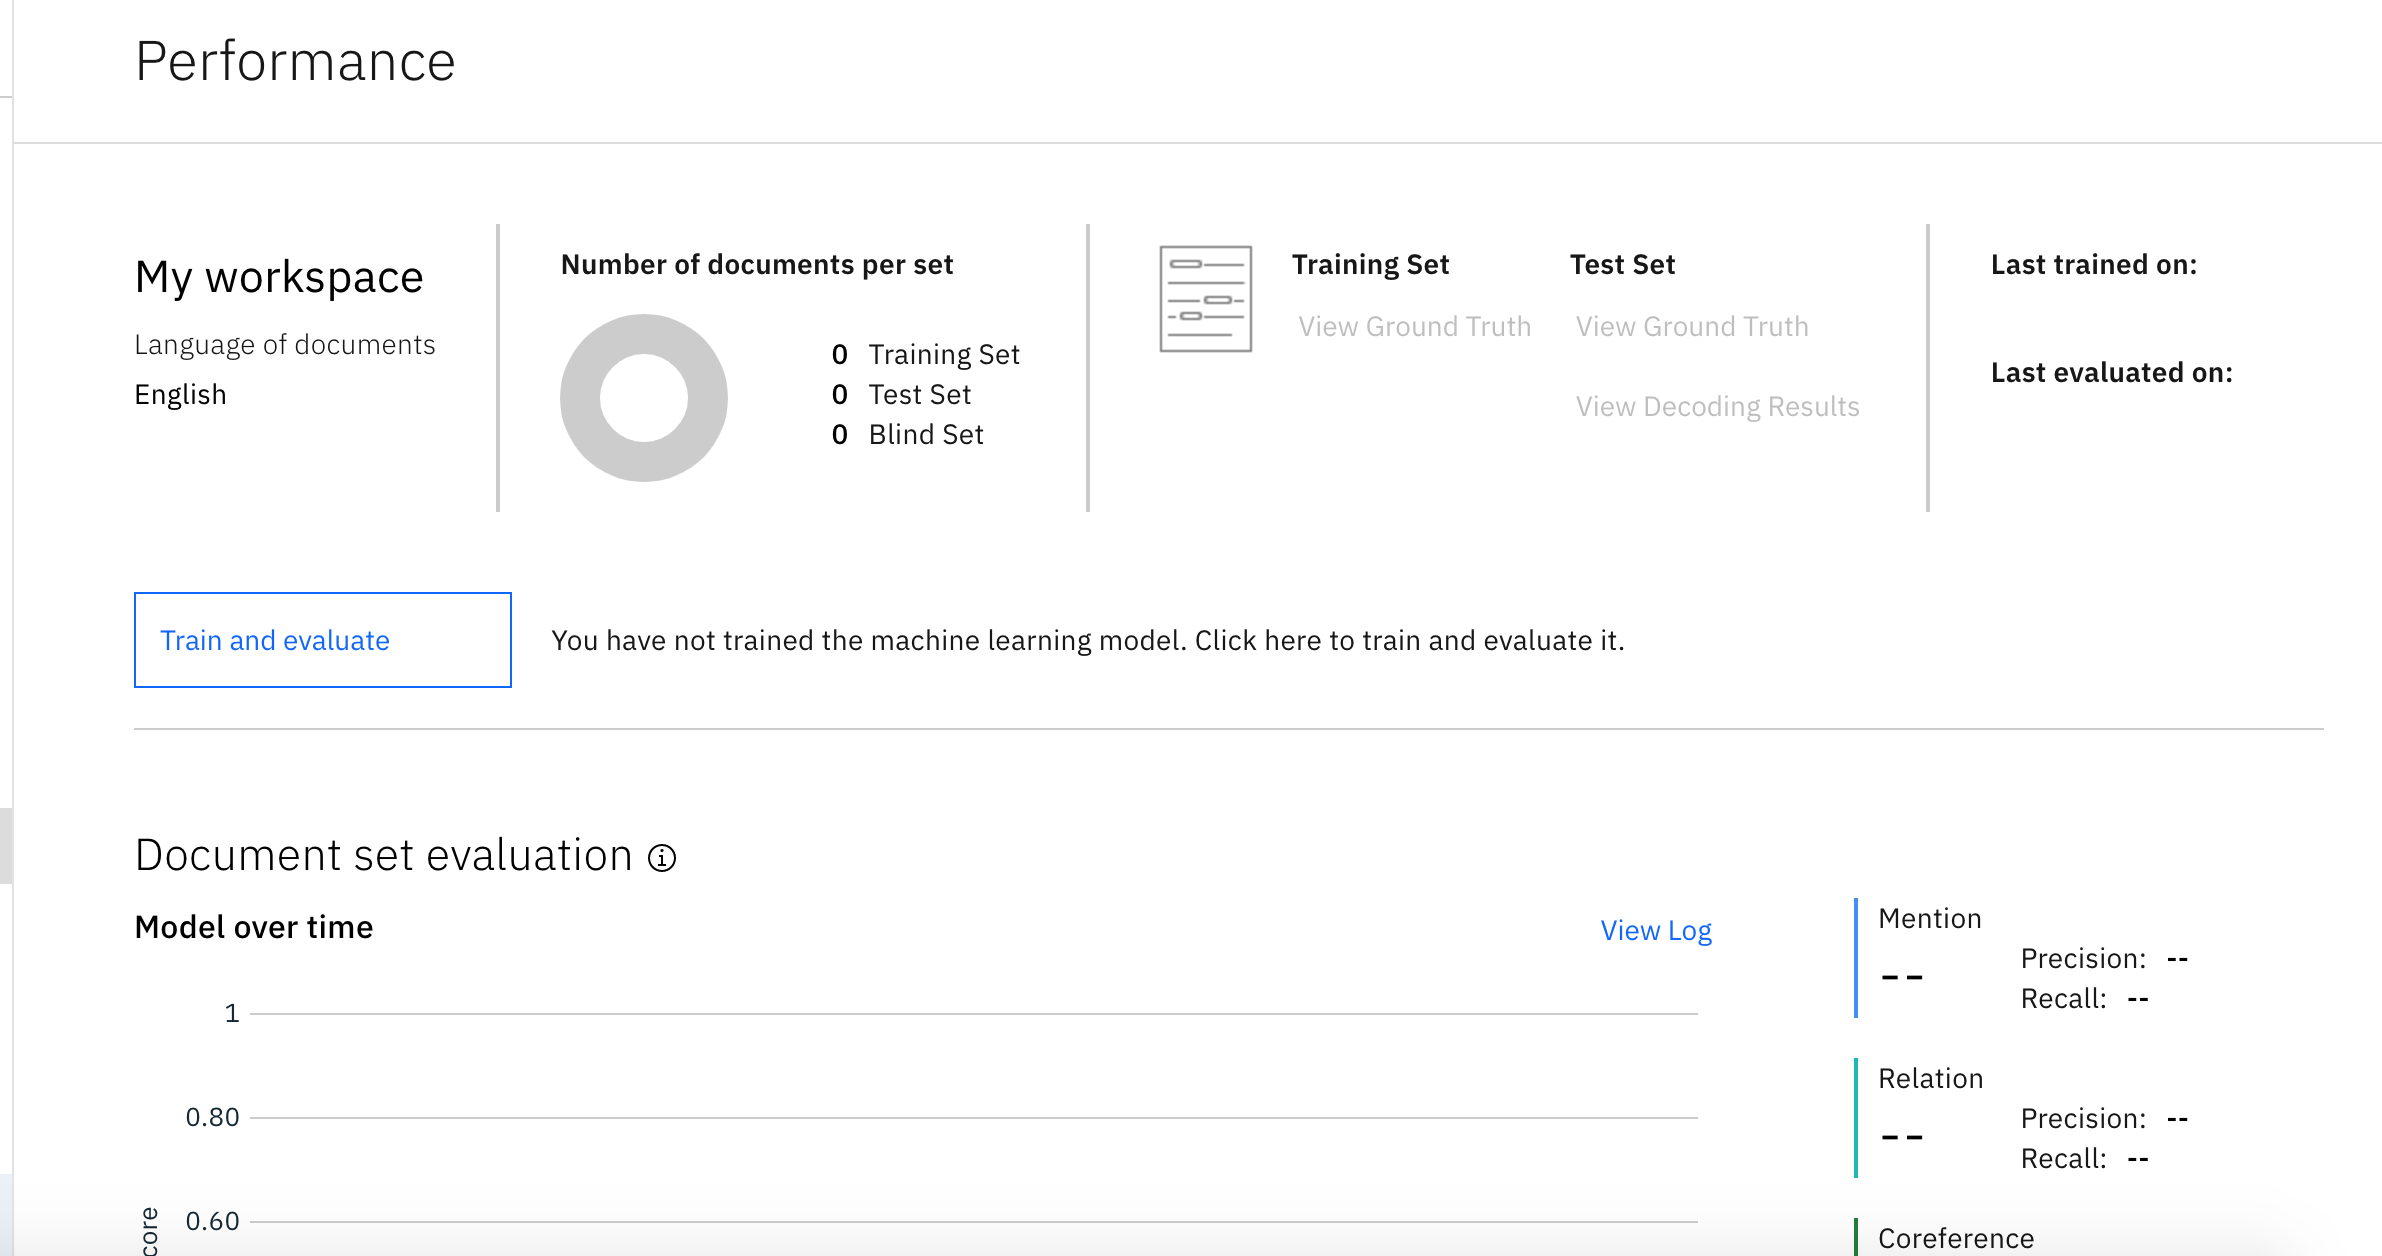 Performance
My workspace
Language of documents
English
Number of documents per set
0 Training Set
0 Test Set
0 Blind Set
Training Set
View Ground Truth
Test Set
View Ground Truth
View Decoding Results
Last trained on:
Last evaluated on:
Train and evaluate
You have not trained the machine learning model. Click here to train and evaluate it.
Document set evaluation
Model over time
View Log
1
0.80
0.60
Mention
--
Precision: --
Recall: --
Relation
--
Precision: --
Recall: --
Coreference